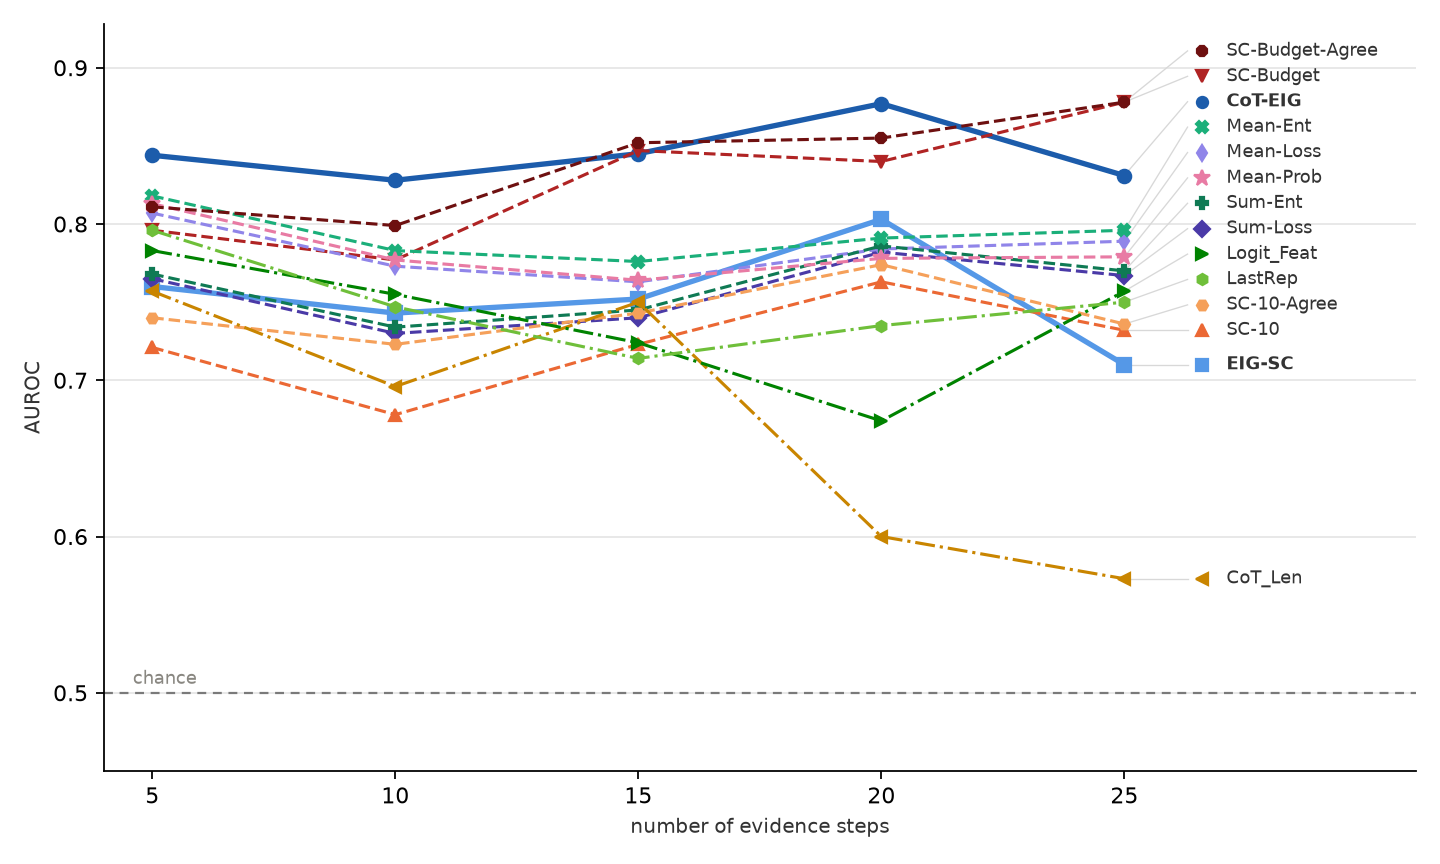 SC-Budget-Agree
0.9
SC-Budget
CoT-EIG
Mean-Ent
Mean-Loss
Mean-Prob
Sum-Ent
0.8
Sum-Loss
Logit_Feat
LastRep
SC-10-Agree
SC-10
EIG-SC
0.7
AUROC
0.6
CoT_Len
chance
0.5
5 10 15 20 25
number of evidence steps